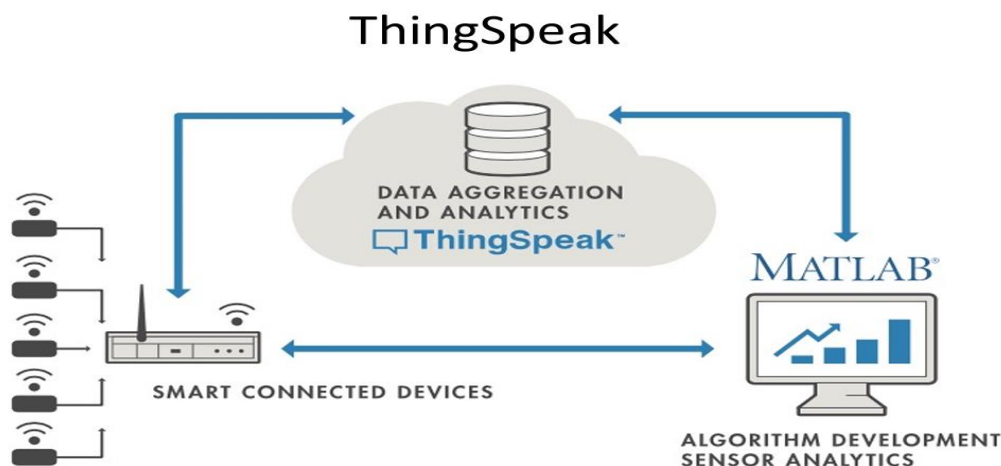 ThingSpeak
DATA AGGREGATION
AND ANALYTICS
ThingSpeak™
MATLAB®
SMART CONNECTED DEVICES
ALGORITHM DEVELOPMENT
SENSOR ANALYTICS